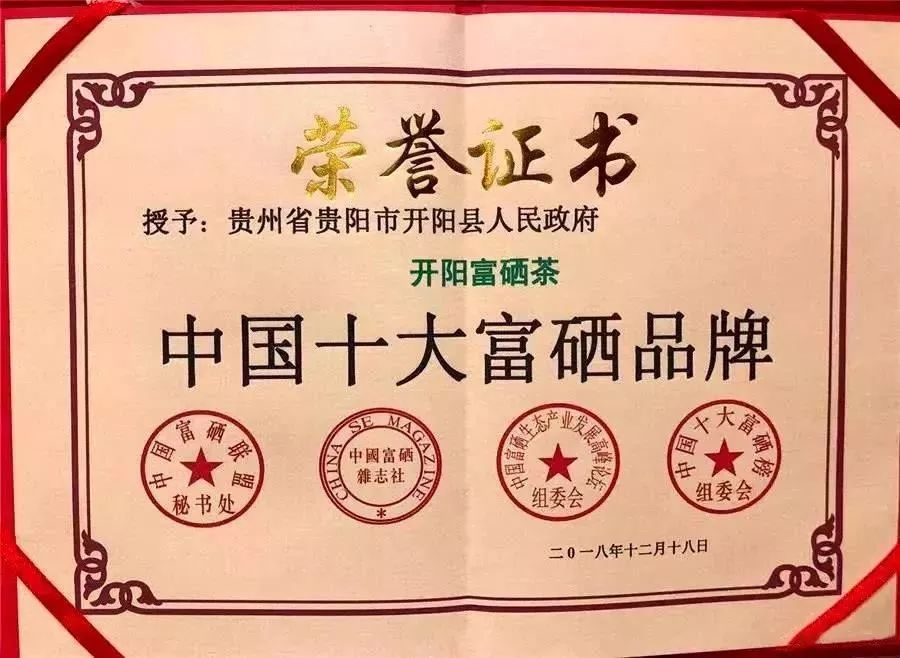 荣誉证书
授予：贵州省贵阳市开阳县人民政府
开阳富硒茶
中国十大富硒品牌
中国富硒联盟
秘书处
CHINA SE MAGAZINE
中國富硒
雜志社
*
中国富硒生态产业发展高峰论坛
组委会
中国十大富硒榜
组委会
二0一八年十二月十八日